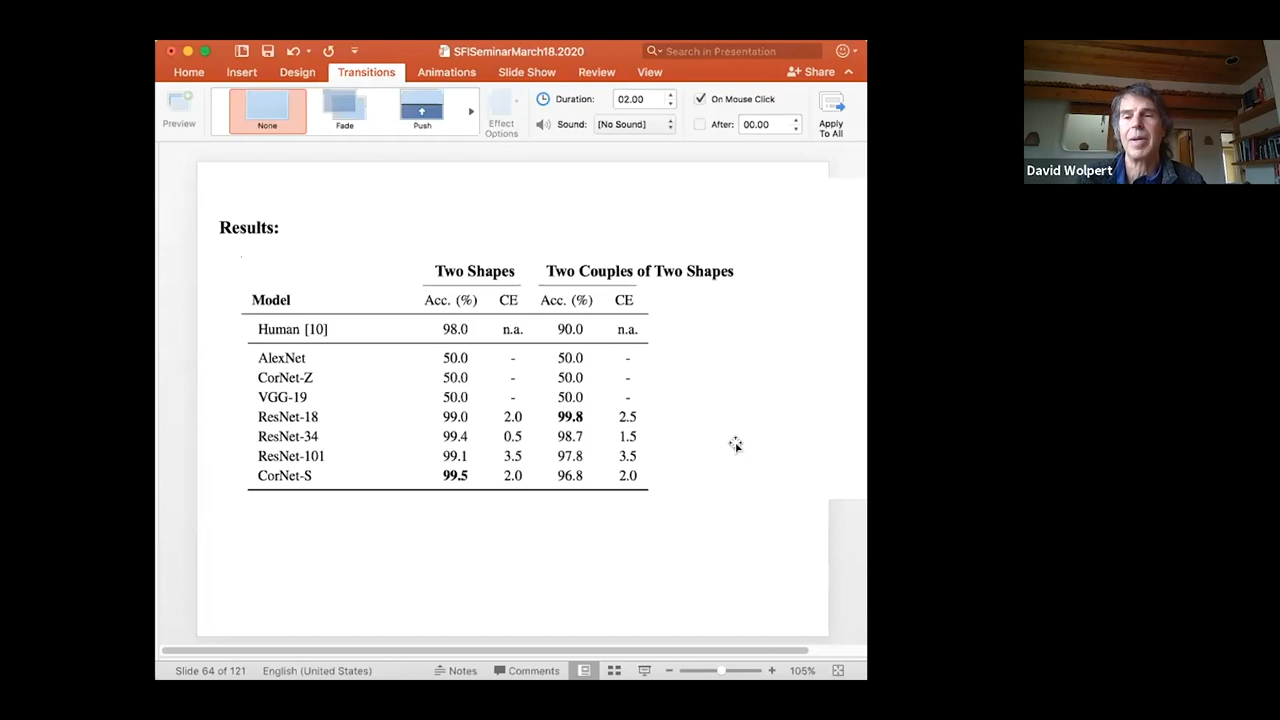 SFISeminarMarch18.2020
Search in Presentation
Home Insert Design Transitions Animations Slide Show Review View Share
Preview None Fade Push Effect Options Duration: 02.00 On Mouse Click Apply To All
Sound: [No Sound] After: 00.00
David Wolpert
Results:
Two Shapes Two Couples of Two Shapes
Model Acc. (%) CE Acc. (%) CE
Human [10] 98.0 n.a. 90.0 n.a.
AlexNet 50.0 - 50.0 -
CorNet-Z 50.0 - 50.0 -
VGG-19 50.0 - 50.0 -
ResNet-18 99.0 2.0 99.8 2.5
ResNet-34 99.4 0.5 98.7 1.5
ResNet-101 99.1 3.5 97.8 3.5
CorNet-S 99.5 2.0 96.8 2.0
Slide 64 of 121 English (United States) Notes Comments 105%